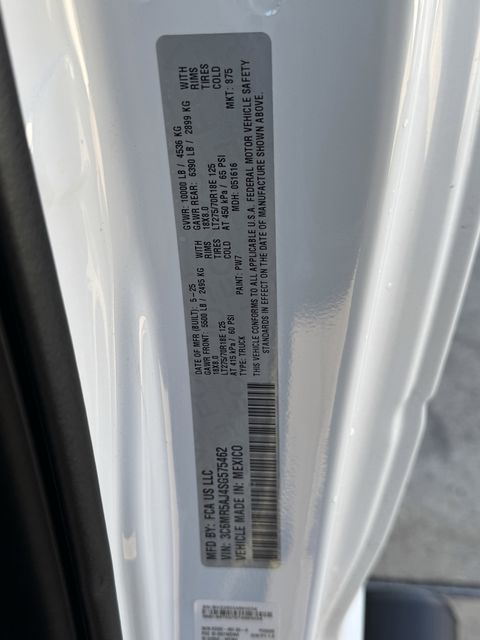 MFD BY: FCA US LLC
DATE OF MFR (BUILT): 5-25
GVWR: 10000 LB / 4536 KG
GAWR FRONT: 5500 LB / 2495 KG WITH
GAWR REAR: 6390 LB / 2899 KG WITH
18X8.0 RIMS
18X8.0 RIMS
LT275/70R18E 125 TIRES
LT275/70R18E 125 TIRES
AT 415 kPa / 60 PSI COLD
AT 450 kPa / 65 PSI COLD
VIN: 3C6MR5AJ4SG575462
TYPE: TRUCK
PAINT: PW7
MDH: 051616
MKT: 975
VEHICLE MADE IN: MEXICO
THIS VEHICLE CONFORMS TO ALL APPLICABLE U.S.A. FEDERAL MOTOR VEHICLE SAFETY
STANDARDS IN EFFECT ON THE DATE OF MANUFACTURE SHOWN ABOVE.